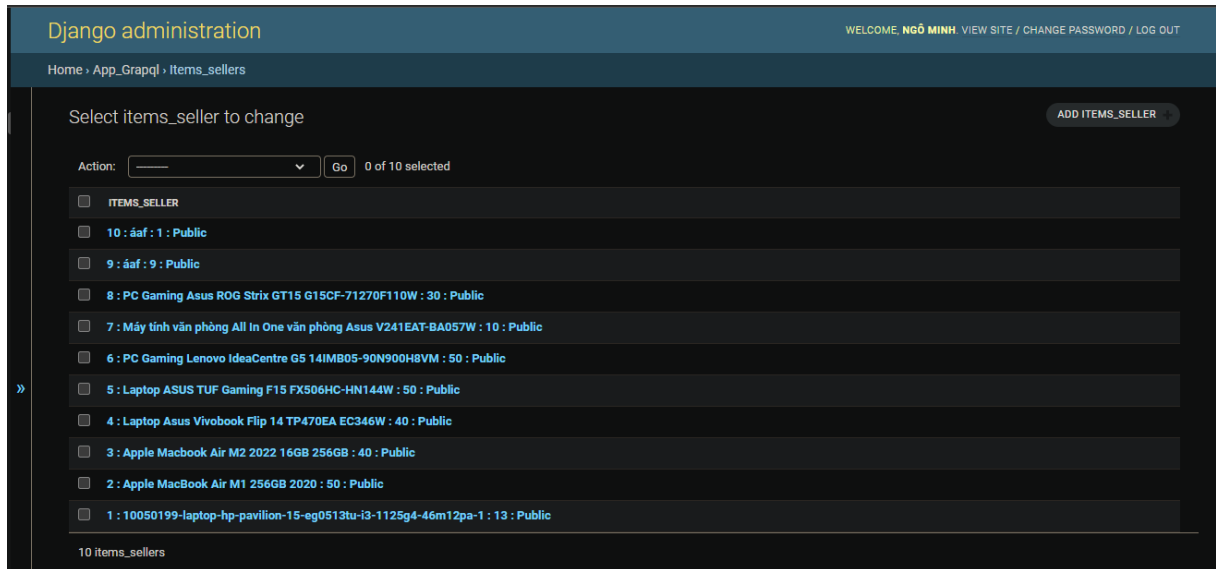 Django administration
WELCOME, NGÔ MINH. VIEW SITE / CHANGE PASSWORD / LOG OUT
Home › App_Grapql › Items_sellers
Select items_seller to change
ADD ITEMS_SELLER +
Action: --------- Go 0 of 10 selected
ITEMS_SELLER
10 : áaf : 1 : Public
9 : áaf : 9 : Public
8 : PC Gaming Asus ROG Strix GT15 G15CF-71270F110W : 30 : Public
7 : Máy tính văn phòng All In One văn phòng Asus V241EAT-BA057W : 10 : Public
6 : PC Gaming Lenovo IdeaCentre G5 14IMB05-90N900H8VM : 50 : Public
»
5 : Laptop ASUS TUF Gaming F15 FX506HC-HN144W : 50 : Public
4 : Laptop Asus Vivobook Flip 14 TP470EA EC346W : 40 : Public
3 : Apple Macbook Air M2 2022 16GB 256GB : 40 : Public
2 : Apple MacBook Air M1 256GB 2020 : 50 : Public
1 : 10050199-laptop-hp-pavilion-15-eg0513tu-i3-1125g4-46m12pa-1 : 13 : Public
10 items_sellers